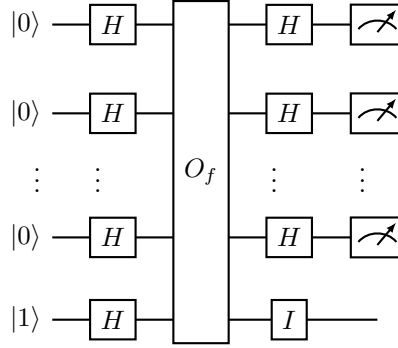 |0⟩ H H
|0⟩ H H
⋮ ⋮ O_f ⋮ ⋮
|0⟩ H H
|1⟩ H I